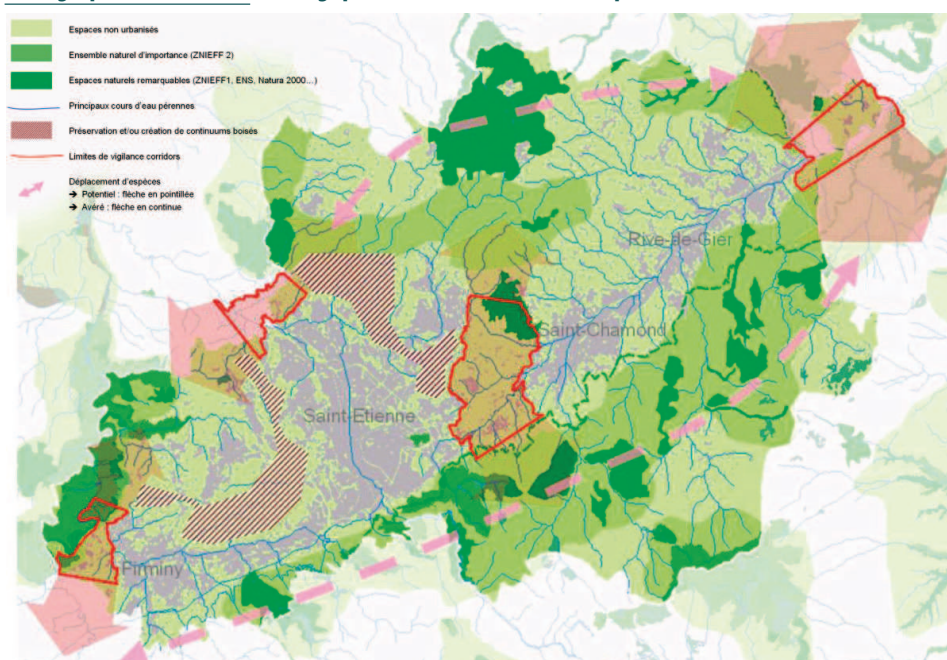 Espaces non urbanisés
Ensemble naturel d'importance (ZNIEFF 2)
Espaces naturels remarquables (ZNIEFF1, ENS, Natura 2000...)
Principaux cours d'eau pérennes
Préservation et/ou création de continuums boisés
Limites de vigilance corridors
Déplacement d'espèces
➔ Potentiel : flèche en pointillée
➔ Avéré : flèche en continue
Rive-de-Gier
Saint-Chamond
Saint-Etienne
Firminy